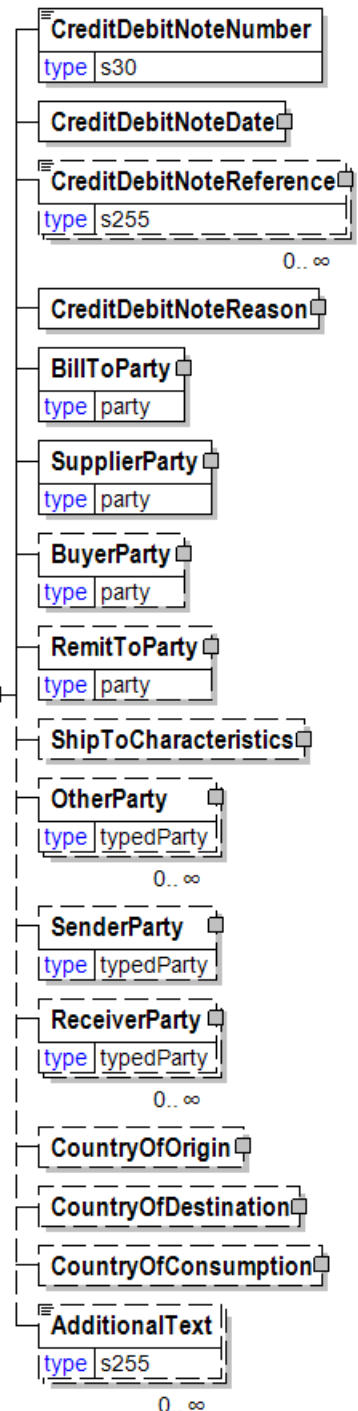 CreditDebitNoteNumber
type s30
CreditDebitNoteDate
CreditDebitNoteReference
type s255
0.. ∞
CreditDebitNoteReason
BillToParty
type party
SupplierParty
type party
BuyerParty
type party
RemitToParty
type party
ShipToCharacteristics
OtherParty
type typedParty
0.. ∞
SenderParty
type typedParty
ReceiverParty
type typedParty
0.. ∞
CountryOfOrigin
CountryOfDestination
CountryOfConsumption
AdditionalText
type s255
0.. ∞